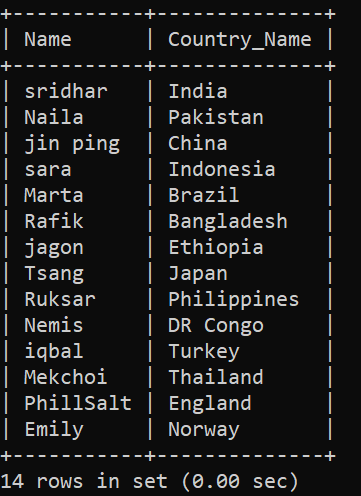 +-----------+--------------+
| Name      | Country_Name |
+-----------+--------------+
| sridhar   | India        |
| Naila     | Pakistan     |
| jin ping  | China        |
| sara      | Indonesia    |
| Marta     | Brazil       |
| Rafik     | Bangladesh   |
| jagon     | Ethiopia     |
| Tsang     | Japan        |
| Ruksar    | Philippines  |
| Nemis     | DR Congo     |
| iqbal     | Turkey       |
| Mekchoi   | Thailand     |
| PhillSalt | England      |
| Emily     | Norway       |
+-----------+--------------+
14 rows in set (0.00 sec)